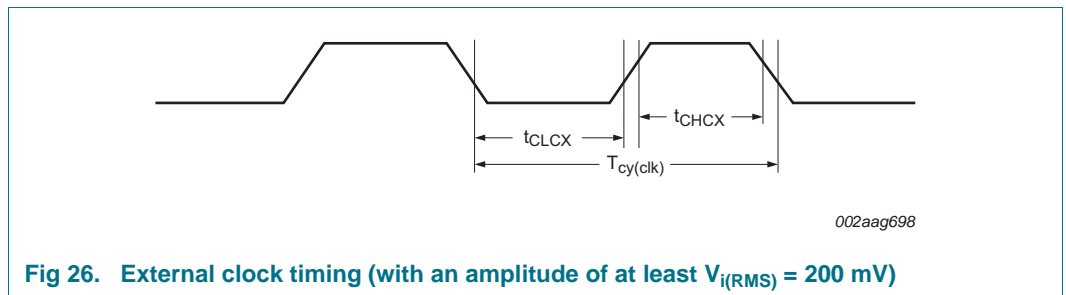 tCHCX
tCLCX
Tcy(clk)
002aag698
Fig 26. External clock timing (with an amplitude of at least Vi(RMS) = 200 mV)